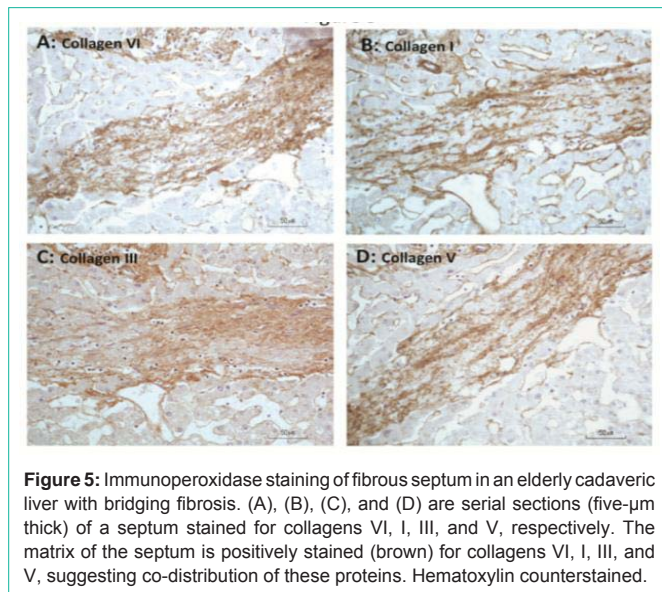 A: Collagen VI
B: Collagen I
C: Collagen III
D: Collagen V
Figure 5: Immunoperoxidase staining of fibrous septum in an elderly cadaveric
liver with bridging fibrosis. (A), (B), (C), and (D) are serial sections (five-µm
thick) of a septum stained for collagens VI, I, III, and V, respectively. The
matrix of the septum is positively stained (brown) for collagens VI, I, III, and
V, suggesting co-distribution of these proteins. Hematoxylin counterstained.